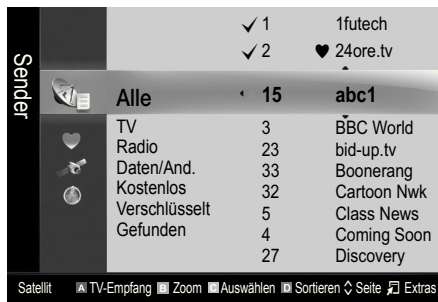 Sender
✓ 1 1futech
✓ 2 ♥ 24ore.tv
Alle 15 abc1
TV 3 BBC World
Radio 23 bid-up.tv
Daten/And. 33 Boonerang
Kostenlos 32 Cartoon Nwk
Verschlüsselt 5 Class News
Gefunden 4 Coming Soon
27 Discovery
Satellit A TV-Empfang B Zoom C Auswählen D Sortieren Seite Extras